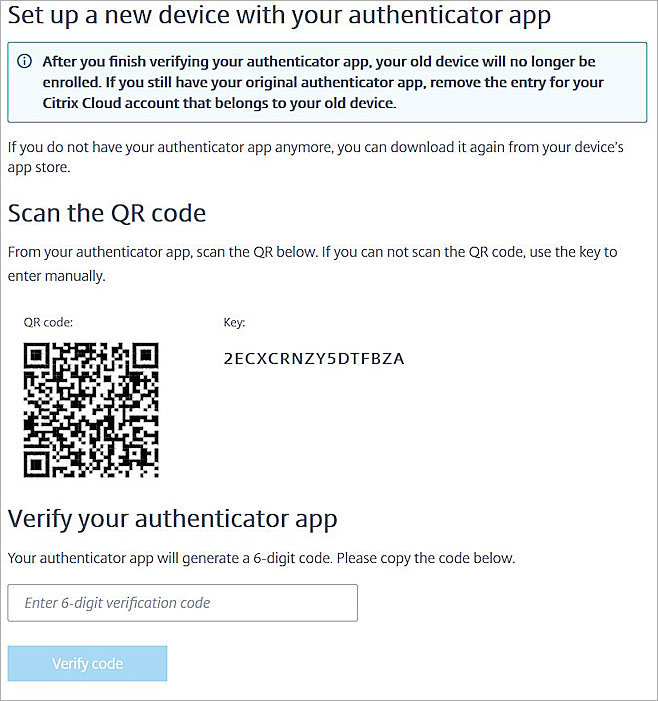 Set up a new device with your authenticator app
After you finish verifying your authenticator app, your old device will no longer be
enrolled. If you still have your original authenticator app, remove the entry for your
Citrix Cloud account that belongs to your old device.
If you do not have your authenticator app anymore, you can download it again from your device's
app store.
Scan the QR code
From your authenticator app, scan the QR below. If you can not scan the QR code, use the key to
enter manually.
QR code:
Key:
2ECXCRNZY5DTFBZA
Verify your authenticator app
Your authenticator app will generate a 6-digit code. Please copy the code below.
Enter 6-digit verification code
Verify code